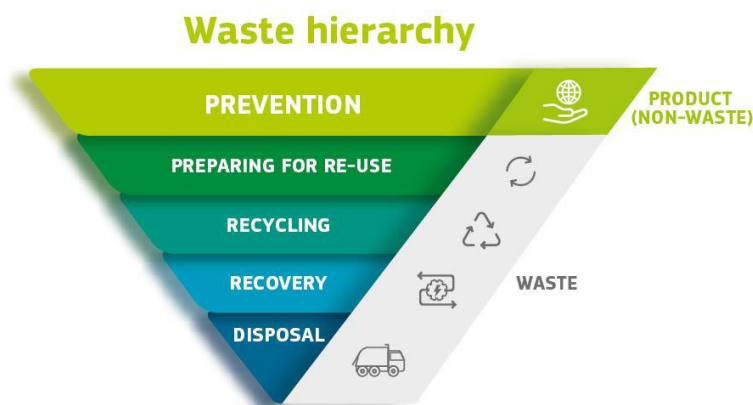 Waste hierarchy
PREVENTION
PRODUCT
(NON-WASTE)
PREPARING FOR RE-USE
RECYCLING
RECOVERY
WASTE
DISPOSAL